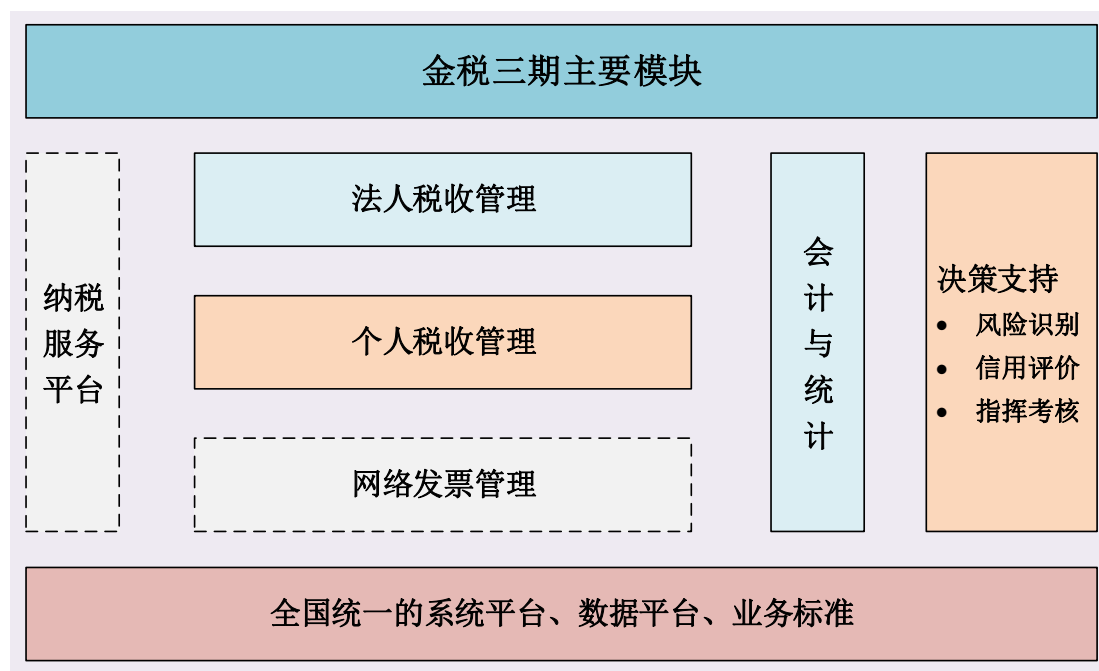 金税三期主要模块
纳税
服务
平台
法人税收管理
个人税收管理
网络发票管理
会
计
与
统
计
决策支持
• 风险识别
• 信用评价
• 指挥考核
全国统一的系统平台、数据平台、业务标准